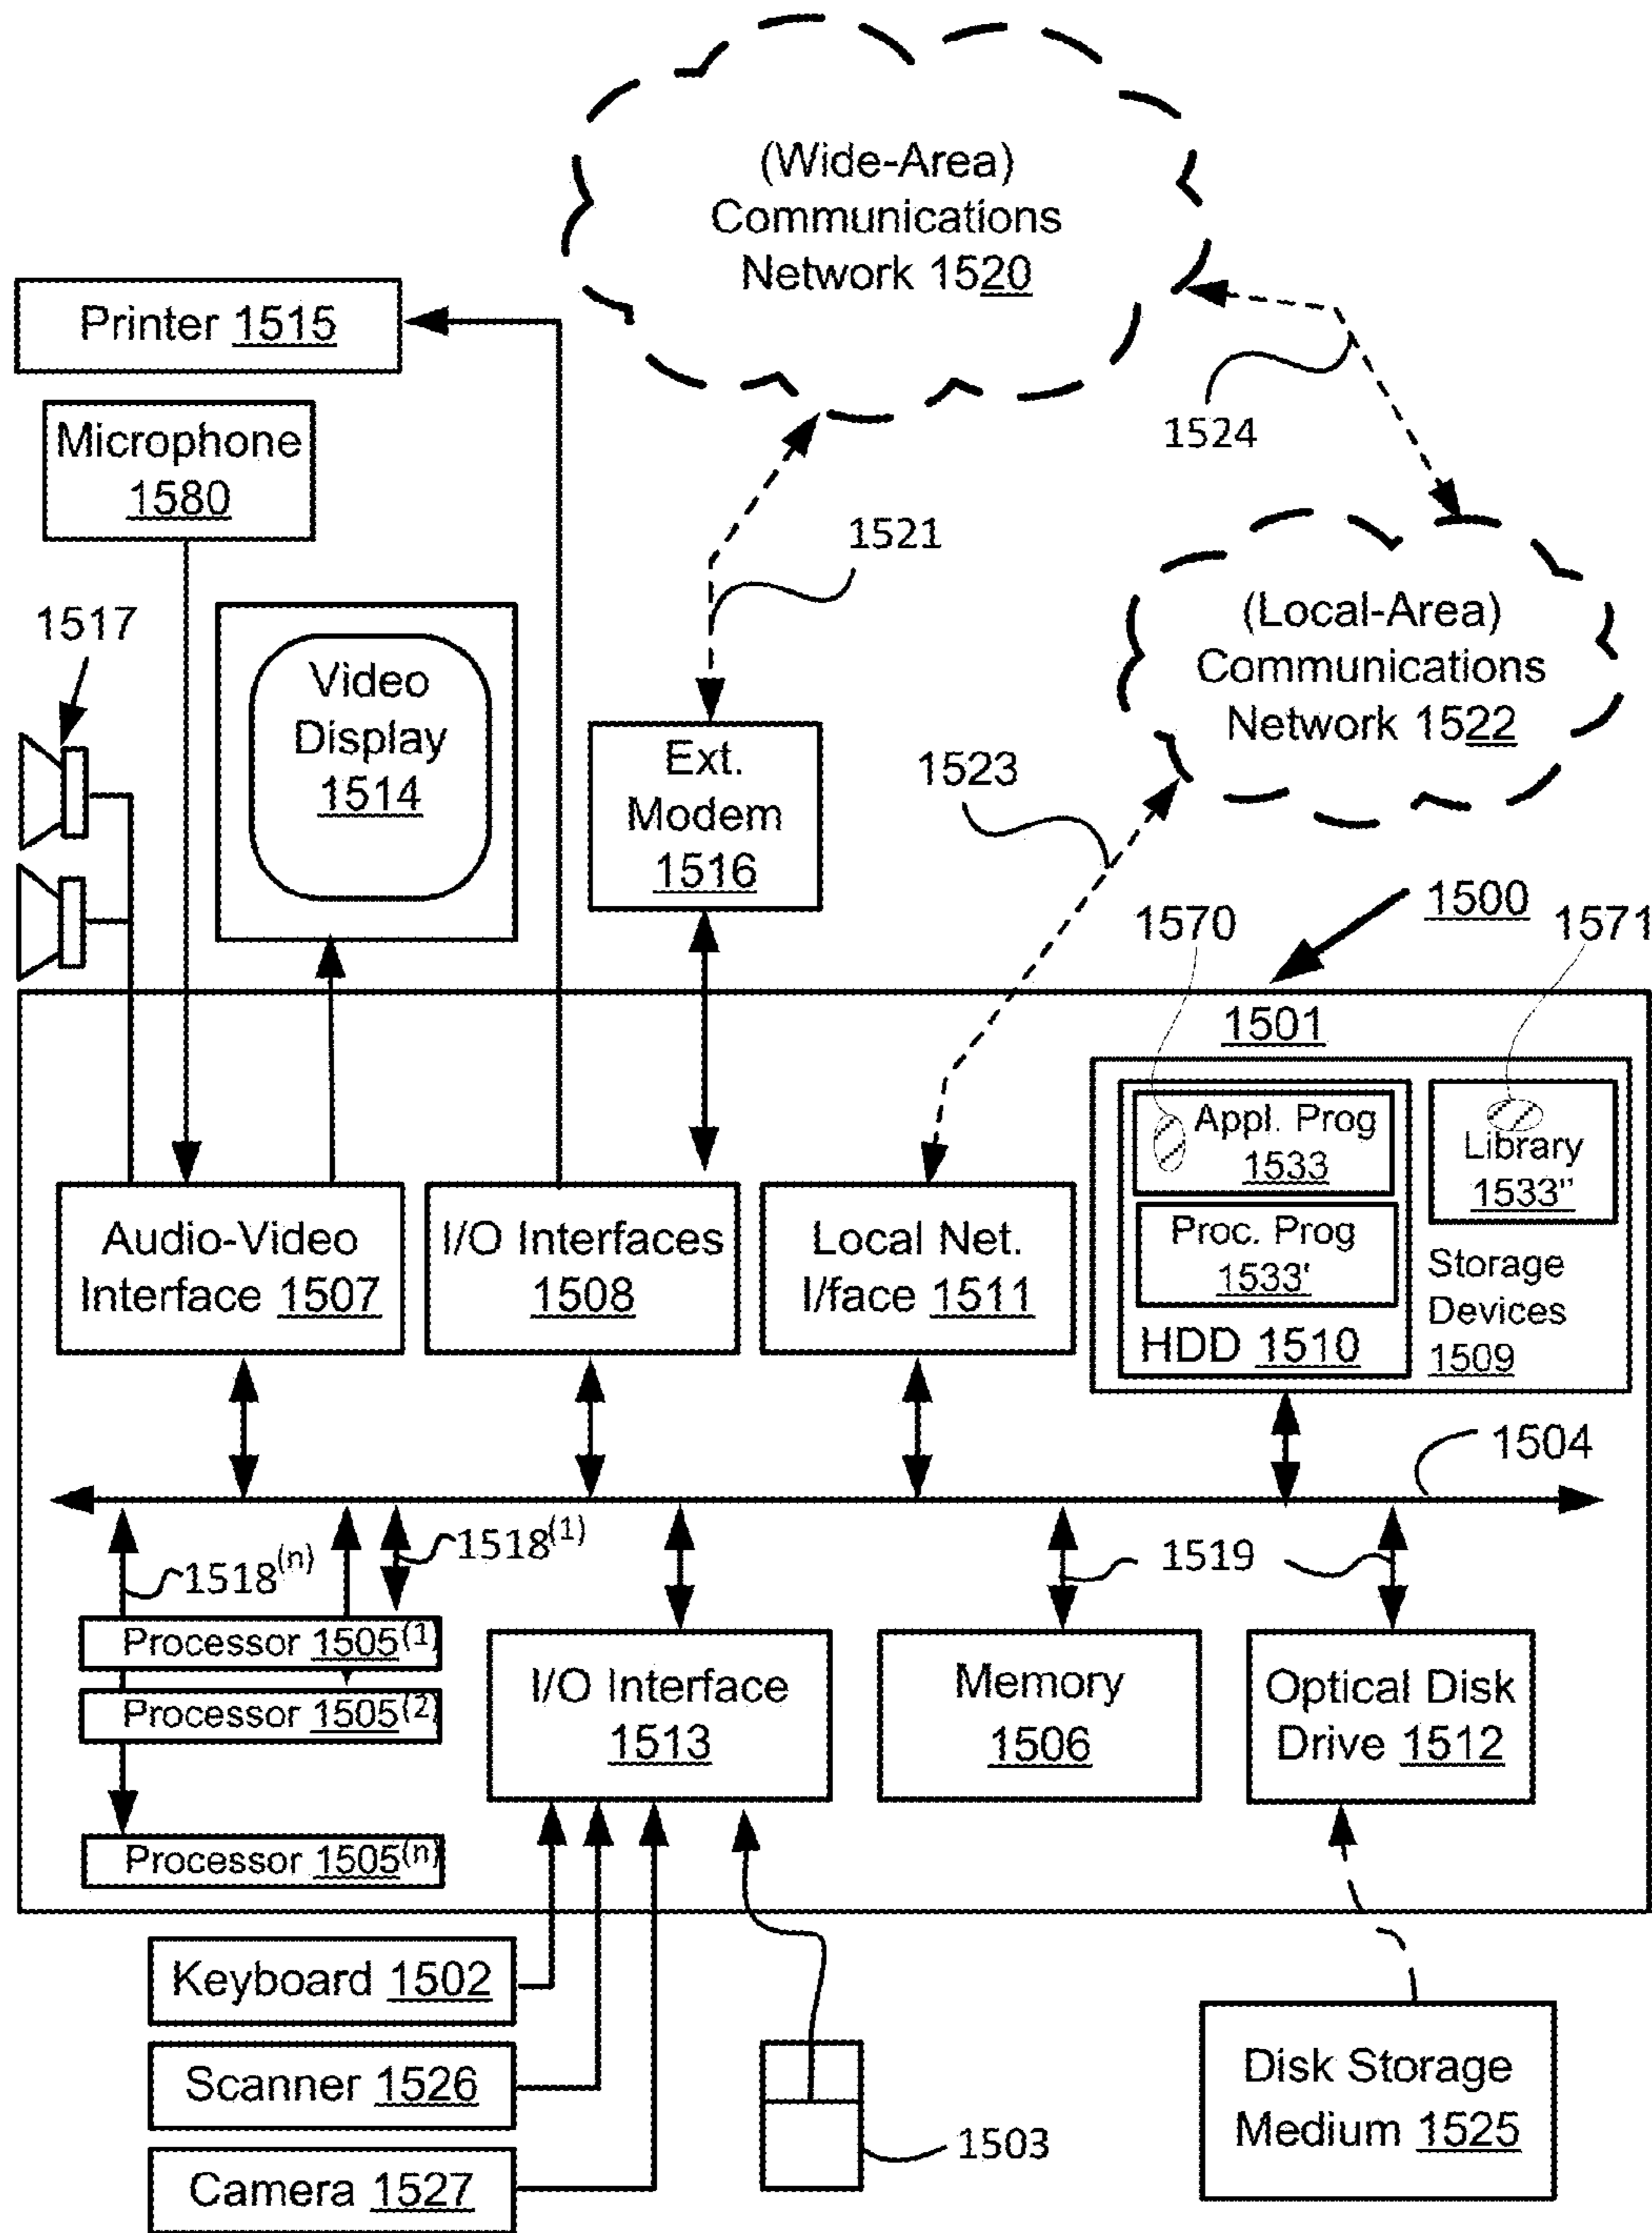 (Wide-Area)
Communications
Network 1520
Printer 1515
1524
Microphone
1580
1521
1517
(Local-Area)
Communications
Network 1522
Video
Display
1514
Ext.
Modem
1516
1523
1500
1570
1571
1501
Appl. Prog
1533
Library
1533"
Proc. Prog
1533'
HDD 1510
Storage
Devices
1509
Audio-Video
Interface 1507
I/O Interfaces
1508
Local Net.
I/face 1511
1504
1518(n)
1518(1)
1519
Processor 1505(1)
Processor 1505(2)
Processor 1505(n)
I/O Interface
1513
Memory
1506
Optical Disk
Drive 1512
Keyboard 1502
Scanner 1526
Camera 1527
1503
Disk Storage
Medium 1525